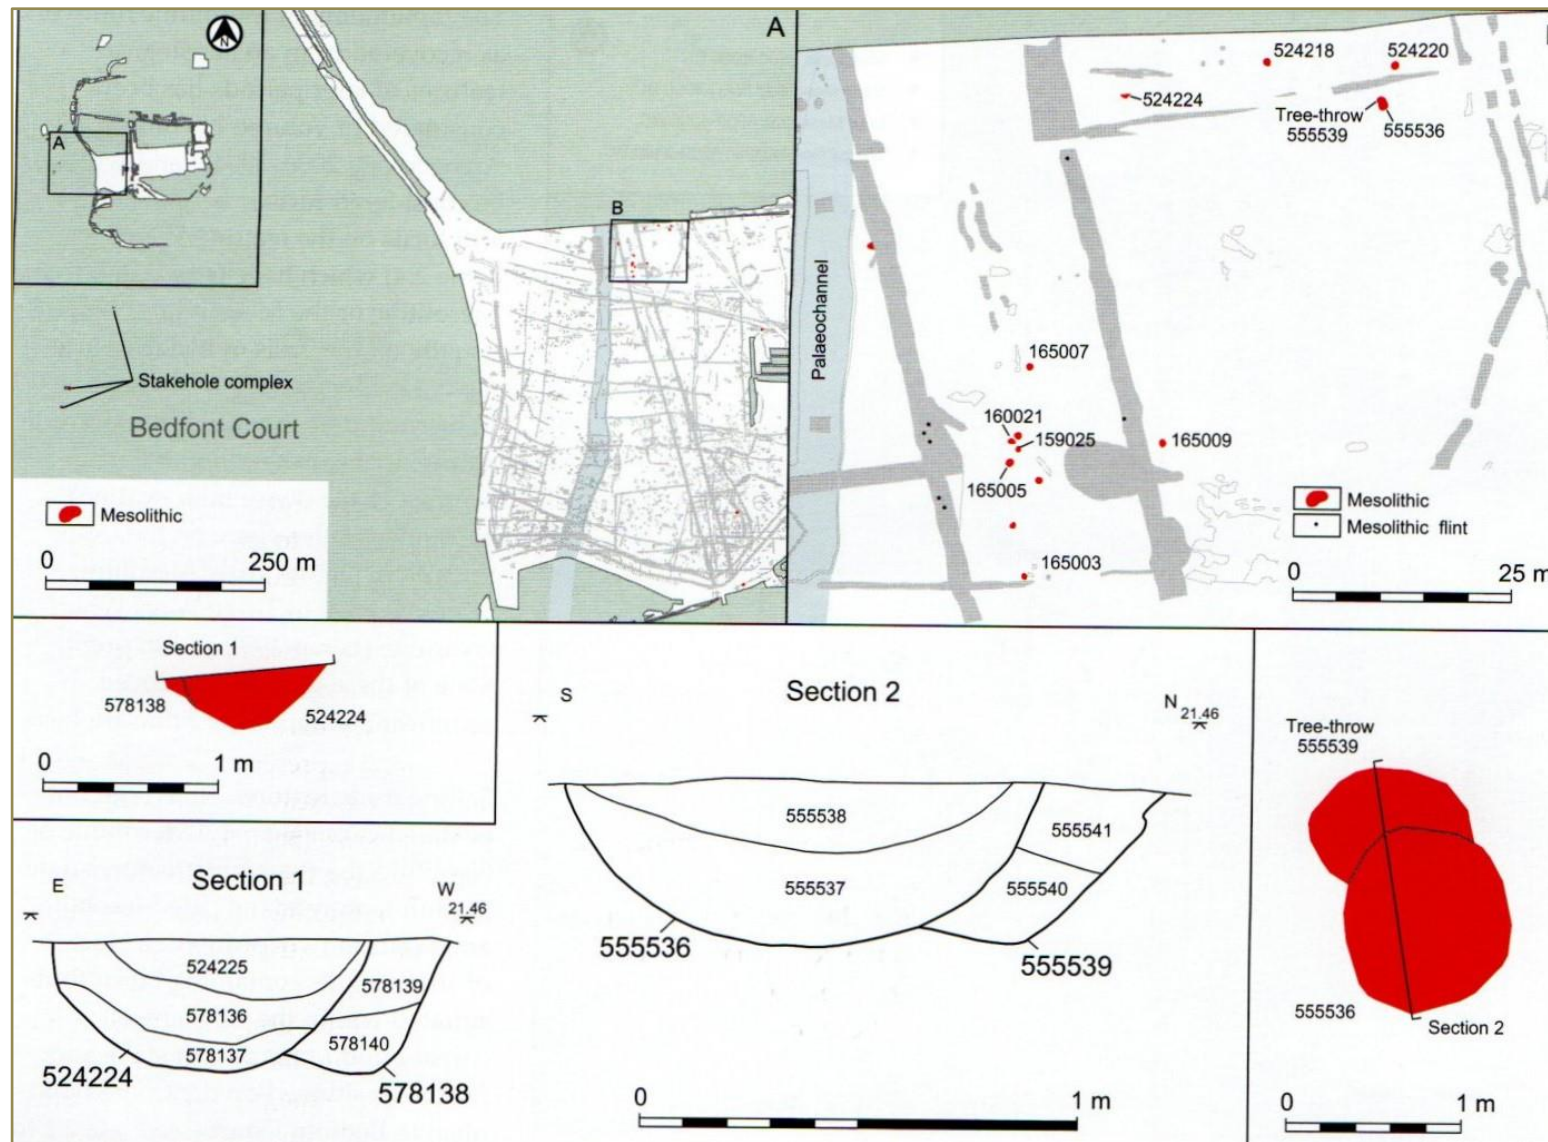 N
A
A
B
Stakehole complex
Bedfont Court
Mesolithic
0 250 m
524218
524220
524224
Tree-throw
555539
555536
Palaeochannel
165007
160021
159025
165009
165005
165003
Mesolithic
Mesolithic flint
0 25 m
Section 1
578138
524224
0 1 m
Section 1
E
W
21.46
524225
578139
578136
578137
578140
524224
578138
Section 2
S
N
21.46
555538
555541
555537
555540
555536
555539
0 1 m
Tree-throw
555539
555536
Section 2
0 1 m